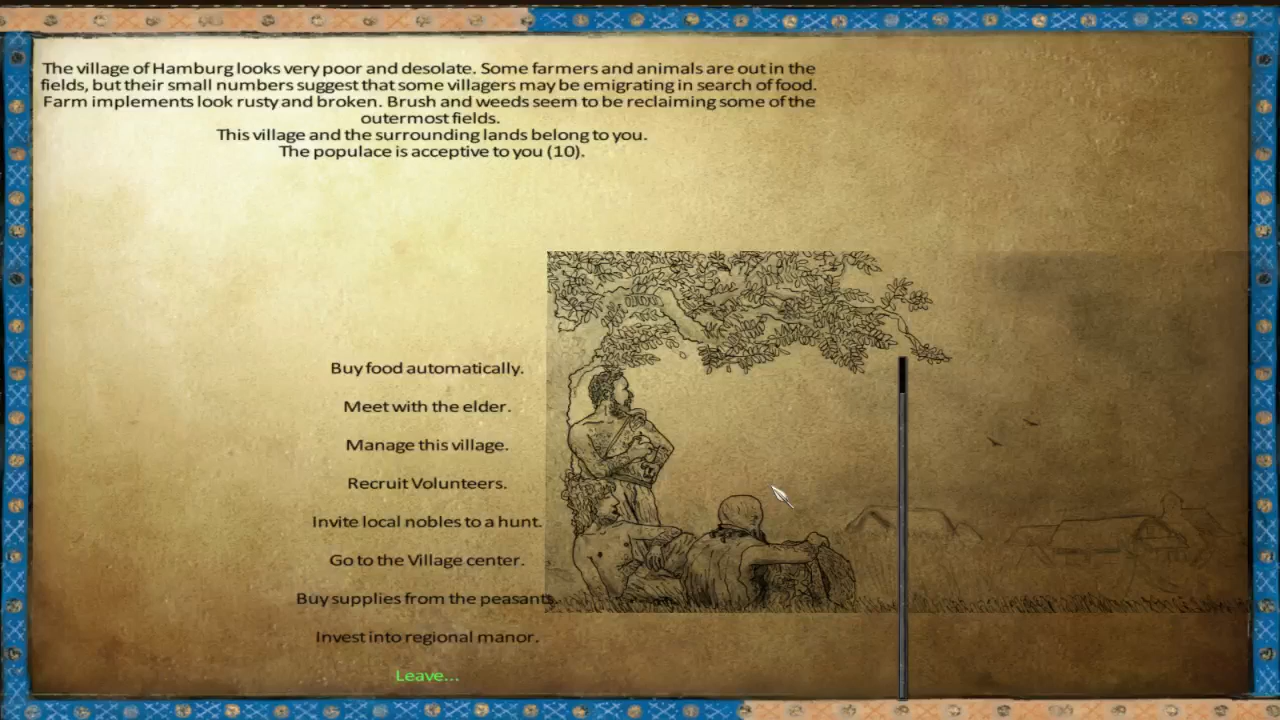 The village of Hamburg looks very poor and desolate. Some farmers and animals are out in the
fields, but their small numbers suggest that some villagers may be emigrating in search of food.
Farm implements look rusty and broken. Brush and weeds seem to be reclaiming some of the
outermost fields.
This village and the surrounding lands belong to you.
The populace is acceptive to you (10).
Buy food automatically.
Meet with the elder.
Manage this village.
Recruit Volunteers.
Invite local nobles to a hunt.
Go to the Village center.
Buy supplies from the peasants.
Invest into regional manor.
Leave...